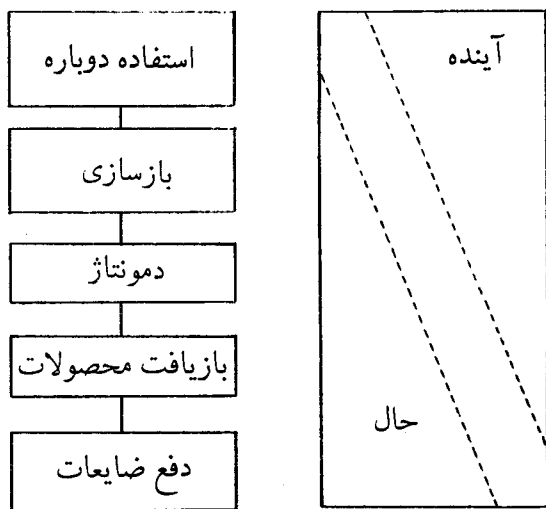 استفاده دوباره
بازسازی
دمونتاژ
بازیافت محصولات
دفع ضایعات
آینده
حال